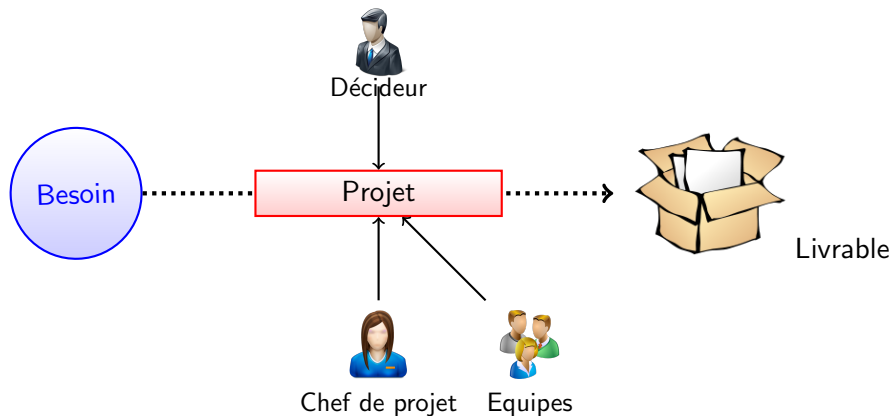 Décideur
Besoin
Projet
Livrable
Chef de projet
Equipes